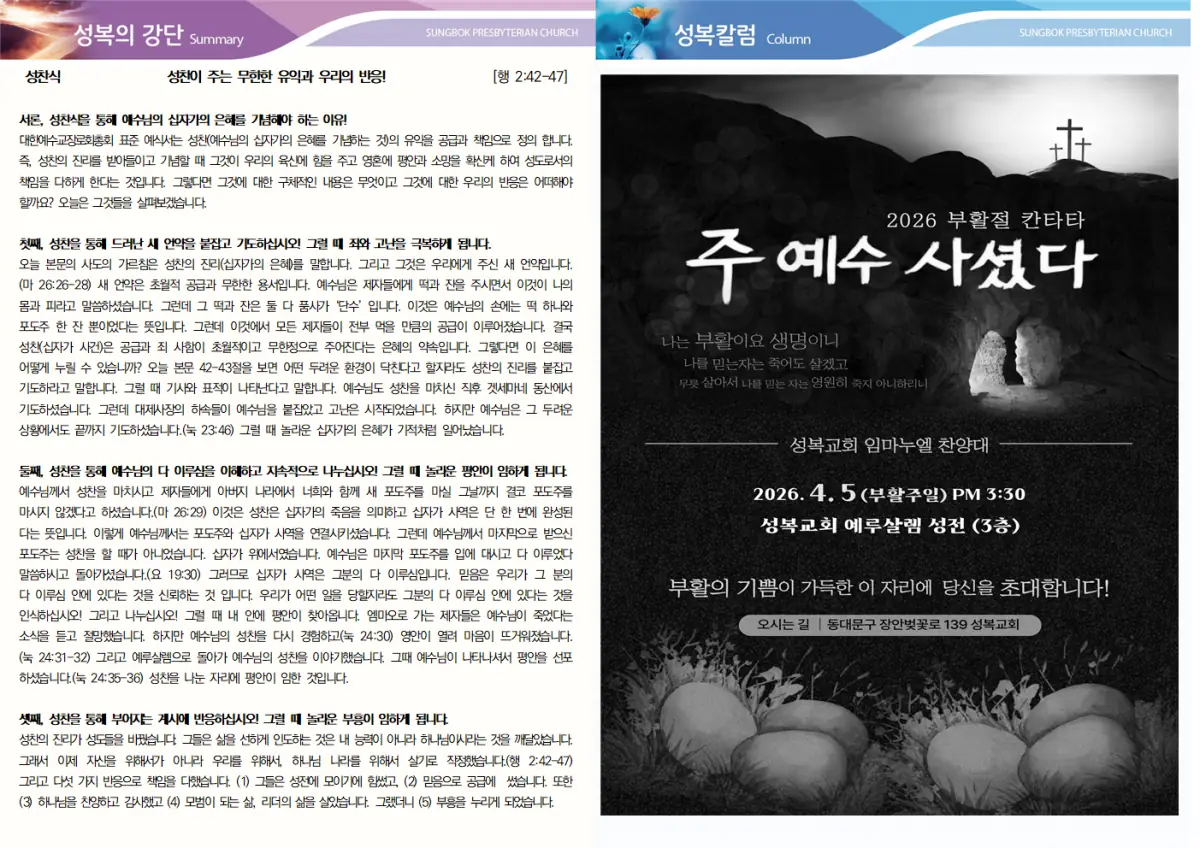 성복의 강단 Summary
SUNGBOK PRESBYTERIAN CHURCH
성찬식 성찬이 주는 무한한 유익과 우리의 반응! [행 2:42-47]
서론, 성찬식을 통해 예수님의 십자가의 은혜를 기념해야 하는 이유!
대한예수교장로회총회 표준 예식서는 성찬(예수님의 십자가의 은혜를 기념하는 것)의 유익을 공급과 책임으로 정의 합니다.
즉, 성찬의 진리를 받아들이고 기념할 때 그것이 우리의 육신에 힘을 주고 영혼에 평안과 소망을 확신케 하여 성도로서의
책임을 다하게 한다는 것입니다. 그렇다면 그것에 대한 구체적인 내용은 무엇이고 그것에 대한 우리의 반응은 어떠해야
할까요? 오늘은 그것들을 살펴보겠습니다.
첫째, 성찬을 통해 드러난 새 언약을 붙잡고 기도하십시오! 그럴 때 죄와 고난을 극복하게 됩니다.
오늘 본문의 사도의 가르침은 성찬의 진리(십자가의 은혜)를 말합니다. 그리고 그것은 우리에게 주신 새 언약입니다.
(마 26:26-28) 새 언약은 초월적 공급과 무한한 용서입니다. 예수님은 제자들에게 떡과 잔을 주시면서 이것이 나의
몸과 피라고 말씀하셨습니다. 그런데 그 떡과 잔은 둘 다 품사가 '단수' 입니다. 이것은 예수님의 손에는 떡 하나와
포도주 한 잔 뿐이었다는 뜻입니다. 그런데 이것에서 모든 제자들이 전부 먹을 만큼의 공급이 이루어졌습니다. 결국
성찬(십자가 사건)은 공급과 죄 사함이 초월적이고 무한정으로 주어진다는 은혜의 약속입니다. 그렇다면 이 은혜를
어떻게 누릴 수 있습니까? 오늘 본문 42-43절을 보면 어떤 두려운 환경이 닥친다고 할지라도 성찬의 진리를 붙잡고
기도하라고 말합니다. 그럴 때 기사와 표적이 나타난다고 말합니다. 예수님도 성찬을 마치신 직후 겟세마네 동산에서
기도하셨습니다. 그런데 대제사장의 하속들이 예수님을 붙잡았고 고난은 시작되었습니다. 하지만 예수님은 그 두려운
상황에서도 끝까지 기도하셨습니다.(눅 23:46) 그럴 때 놀라운 십자가의 은혜가 기적처럼 일어났습니다.
둘째, 성찬을 통해 예수님의 다 이루심을 이해하고 지속적으로 나누십시오! 그럴 때 놀라운 평안이 임하게 됩니다.
예수님께서 성찬을 마치시고 제자들에게 아버지 나라에서 너희와 함께 새 포도주를 마실 그날까지 결코 포도주를
마시지 않겠다고 하셨습니다.(마 26:29) 이것은 성찬은 십자가의 죽음을 의미하고 십자가 사역은 단 한 번에 완성된
다는 뜻입니다. 이렇게 예수님께서는 포도주와 십자가 사역을 연결시키셨습니다. 그런데 예수님께서 마지막으로 받으신
포도주는 성찬을 할 때가 아니었습니다. 십자가 위에서였습니다. 예수님은 마지막 포도주를 입에 대시고 다 이루었다
말씀하시고 돌아가셨습니다.(요 19:30) 그러므로 십자가 사역은 그분의 다 이루심입니다. 믿음은 우리가 그 분의
다 이루심 안에 있다는 것을 신뢰하는 것 입니다. 우리가 어떤 일을 당할지라도 그분의 다 이루심 안에 있다는 것을
인식하십시오! 그리고 나누십시오! 그럴 때 내 안에 평안이 찾아옵니다. 엠마오로 가는 제자들은 예수님이 죽었다는
소식을 듣고 절망했습니다. 하지만 예수님의 성찬을 다시 경험하고(눅 24:30) 영안이 열려 마음이 뜨거워졌습니다.
(눅 24:31-32) 그리고 예루살렘으로 돌아가 예수님의 성찬을 이야기했습니다. 그때 예수님이 나타나셔서 평안을 선포
하셨습니다.(눅 24:35-36) 성찬을 나눈 자리에 평안이 임한 것입니다.
셋째, 성찬을 통해 부어지는 계시에 반응하십시오! 그럴 때 놀라운 부흥이 임하게 됩니다.
성찬의 진리가 성도들을 바꿨습니다. 그들은 삶을 선하게 인도하는 것은 내 능력이 아니라 하나님이시라는 것을 깨달았습니다.
그래서 이제 자신을 위해서가 아니라 우리를 위해서, 하나님 나라를 위해서 살기로 작정했습니다.(행 2:42-47)
그리고 다섯 가지 반응으로 책임을 다했습니다. (1) 그들은 성전에 모이기에 힘썼고, (2) 믿음으로 공급에 썼습니다. 또한
(3) 하나님을 찬양하고 감사했고 (4) 모범이 되는 삶, 리더의 삶을 살았습니다. 그랬더니 (5) 부흥을 누리게 되었습니다.
성복칼럼 Column
SUNGBOK PRESBYTERIAN CHURCH
2026 부활절 칸타타
주 예수 사셨다
나는 부활이요 생명이니
나를 믿는자는 죽어도 살겠고
무릇 살아서 나를 믿는 자는 영원히 죽지 아니하리니
성복교회 임마누엘 찬양대
2026. 4. 5 (부활주일) PM 3:30
성복교회 예루살렘 성전 (3층)
부활의 기쁨이 가득한 이 자리에 당신을 초대합니다!
오시는 길 | 동대문구 장안벚꽃로 139 성복교회